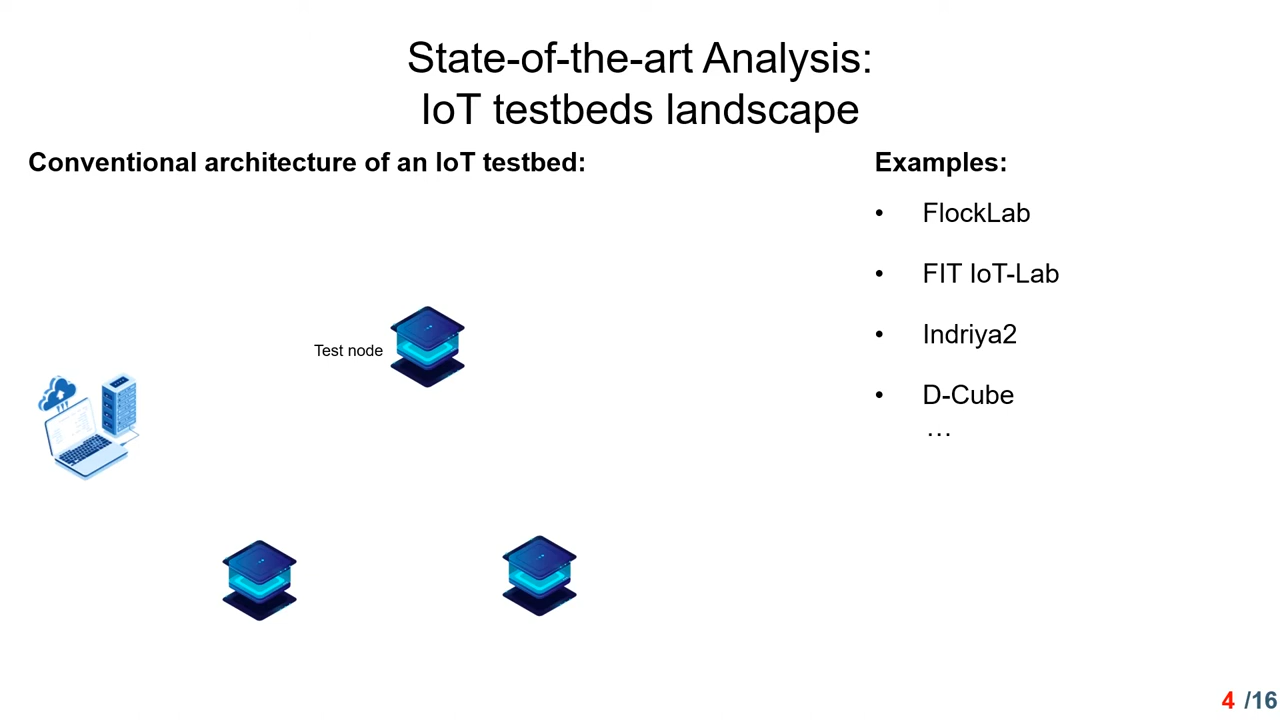 State-of-the-art Analysis:
IoT testbeds landscape
Conventional architecture of an IoT testbed:
Test node
Examples:
• FlockLab
• FIT IoT-Lab
• Indriya2
• D-Cube
…
4 /16